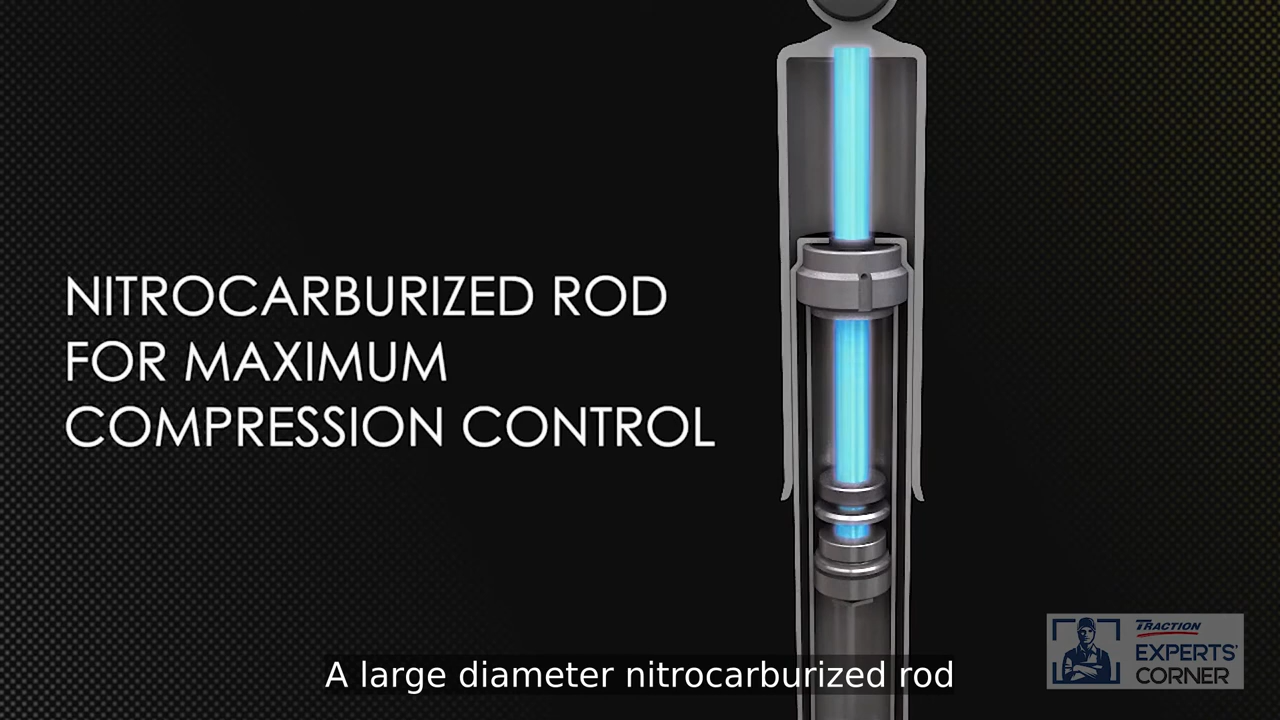 NITROCARBURIZED ROD
FOR MAXIMUM
COMPRESSION CONTROL
TRACTION
EXPERTS'
CORNER
A large diameter nitrocarburized rod